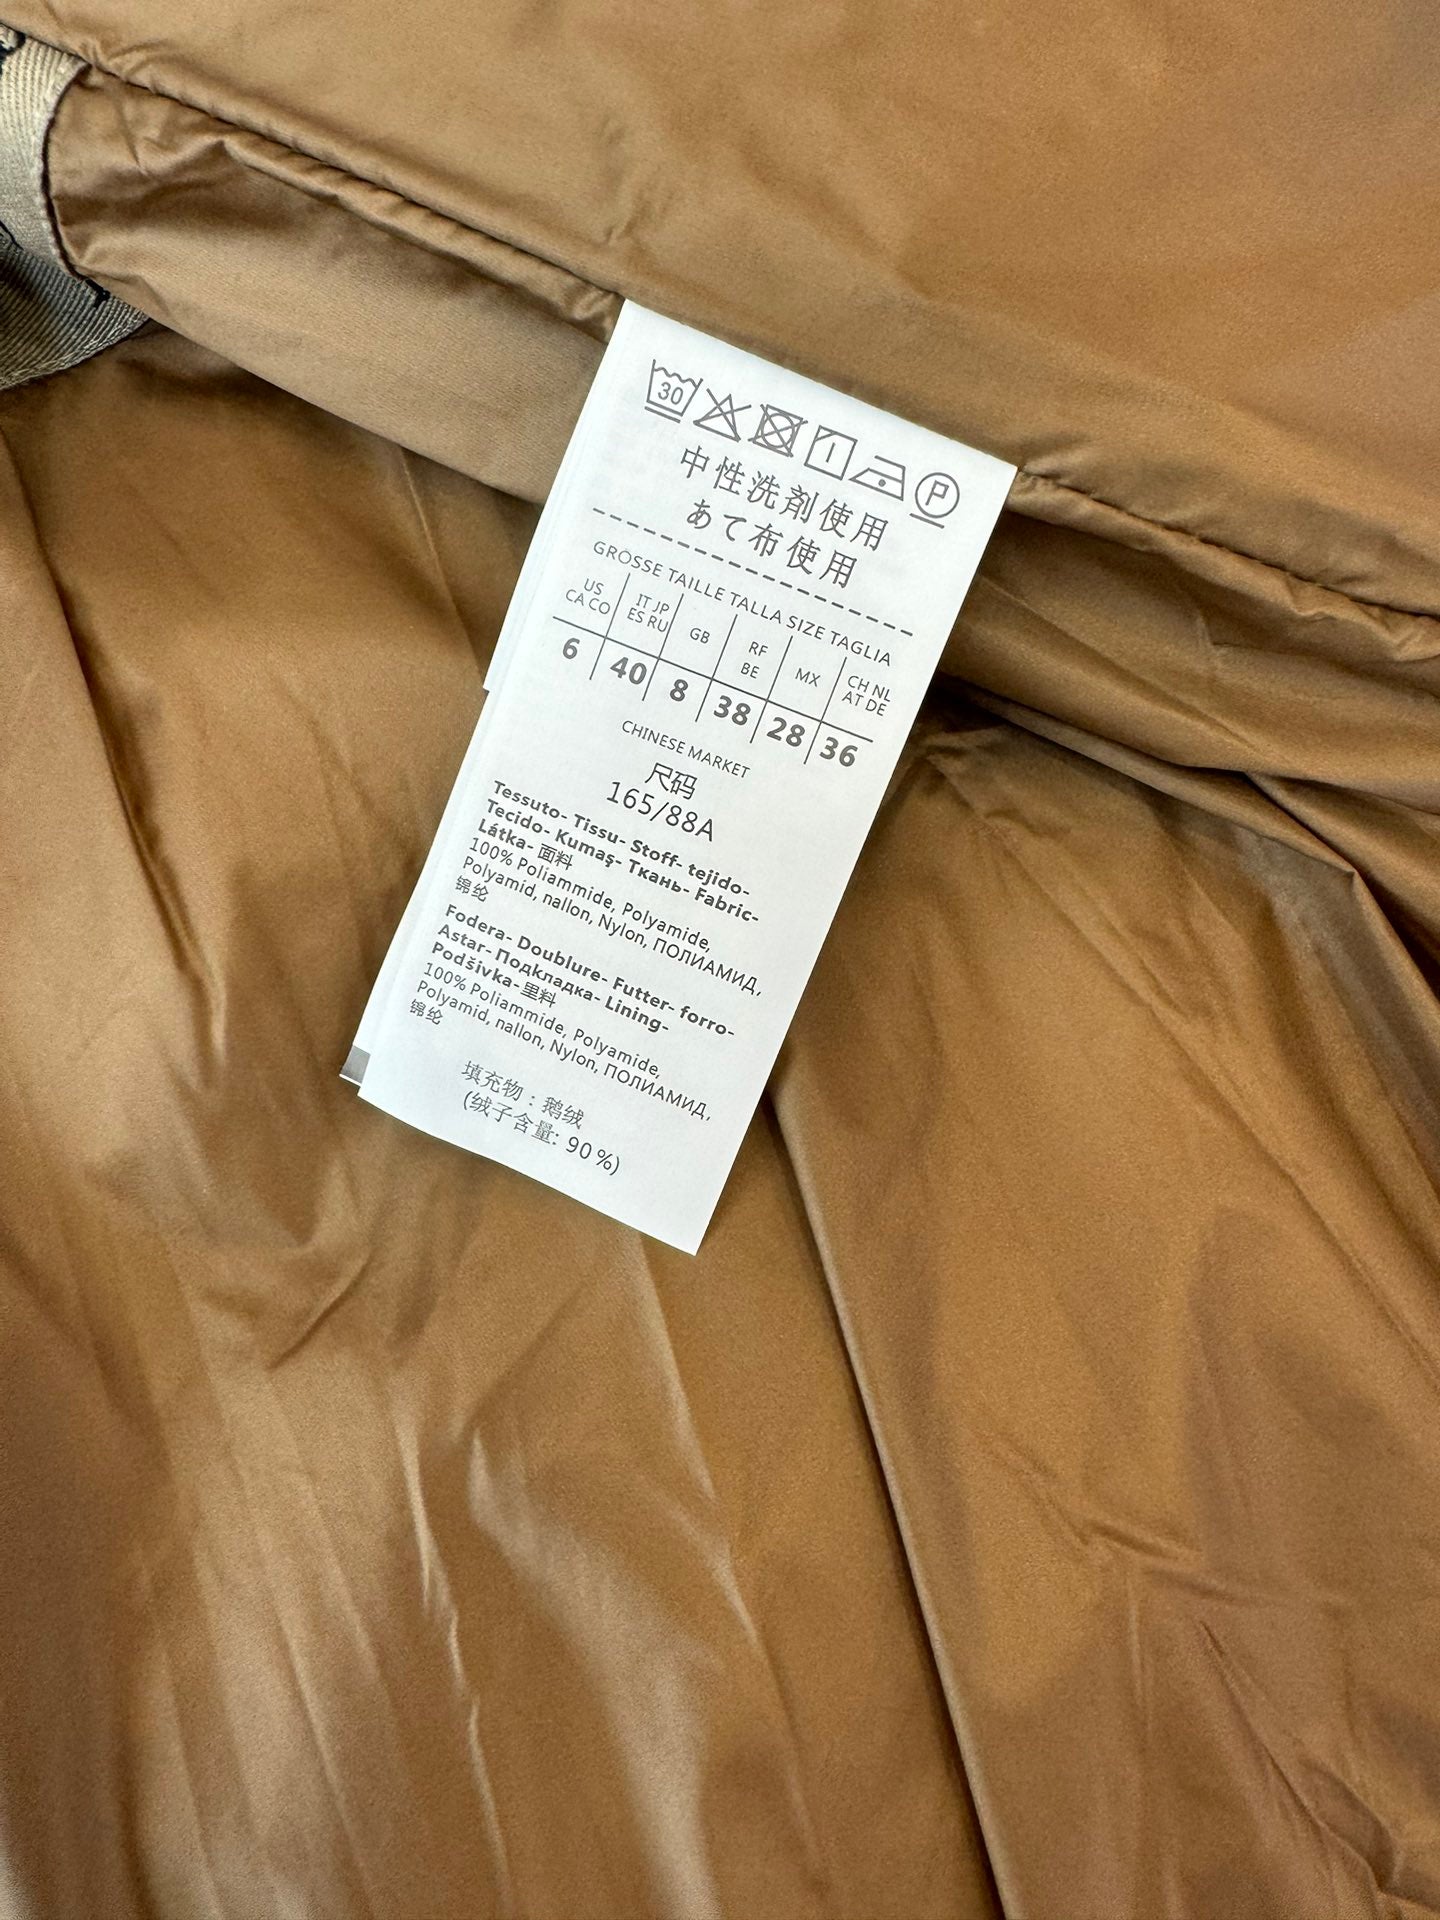 30 P
中性洗剤使用
あて布使用
GRÖSSE TAILLE TALLA SIZE TAGLIA
US CA CO IT JP ES RU GB RF BE MX CH NL AT DE
6 40 8 38 28 36
CHINESE MARKET
尺码
165/88A
Tessuto- Tissu- Stoff- tejido-
Tecido- Kumaş- Ткань- Fabric-
Látka- 面料
100% Poliammide, Polyamide,
Polyamid, nallon, Nylon, ПОЛИАМИД,
锦纶
Fodera- Doublure- Futter- forro-
Astar- Подкладка- Lining-
Podšívka- 里料
100% Poliammide, Polyamide,
Polyamid, nallon, Nylon, ПОЛИАМИД,
锦纶
填充物：鹅绒
(绒子含量: 90%)